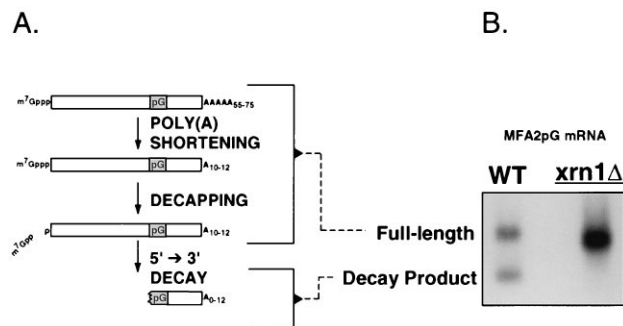 A.
B.
m7Gppp pG AAAAA55-75
POLY(A)
SHORTENING
m7Gppp pG A10-12
DECAPPING
m7Gpp p pG A10-12
5' → 3'
DECAY
pG A0-12
Full-length
Decay Product
MFA2pG mRNA
WT xrn1Δ